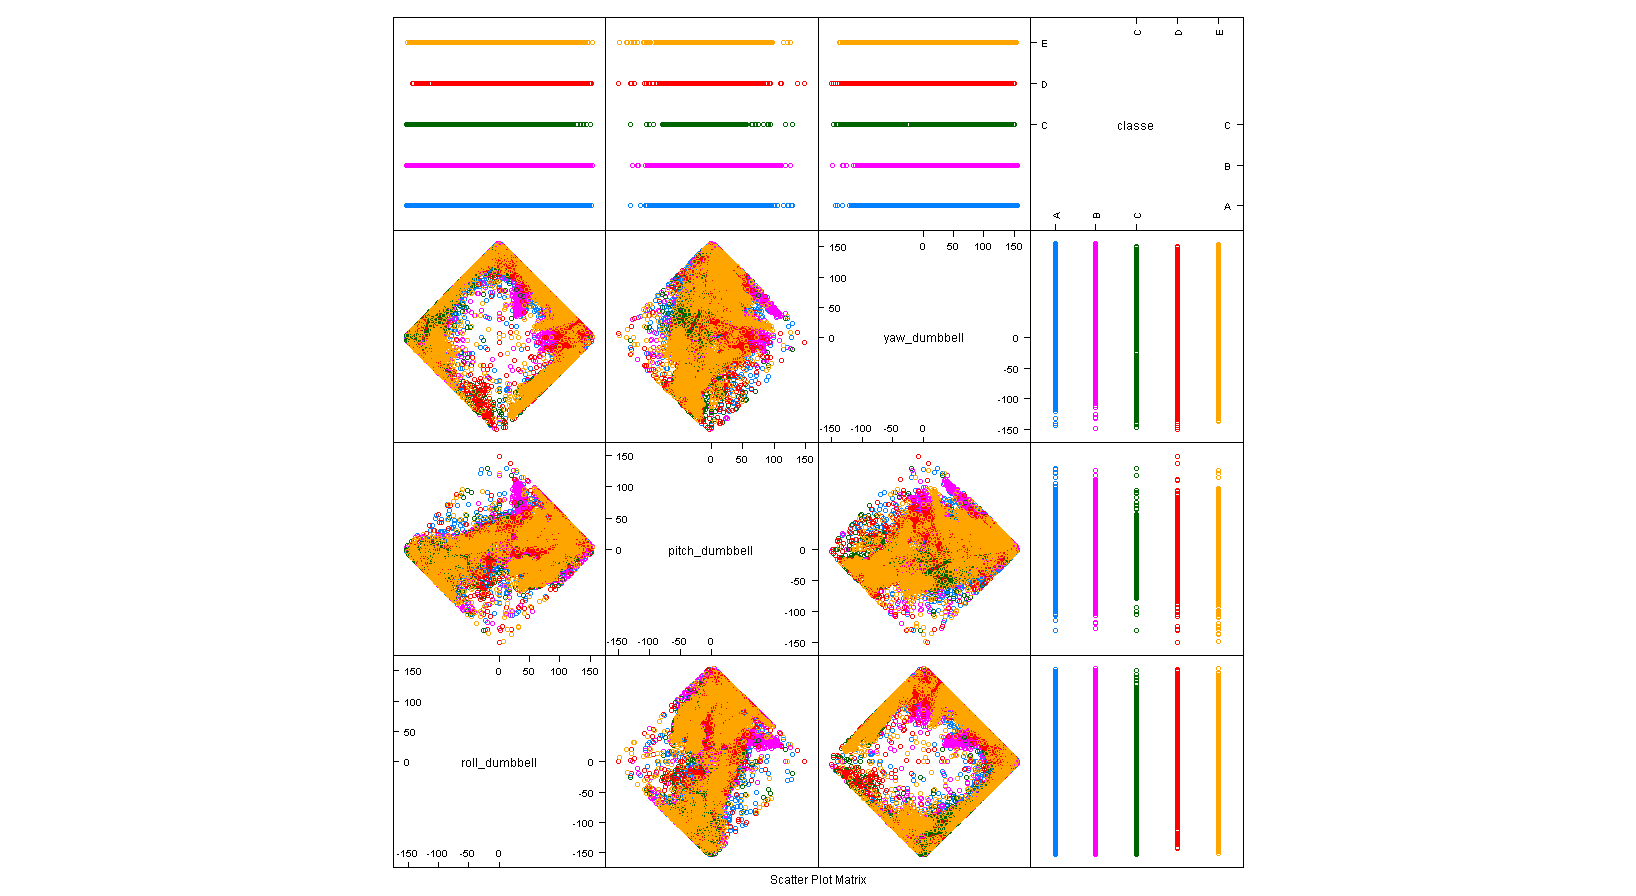 C D E
E
D
C classe C
B
A
A B C
0 50 100 150
150
100
50
0 yaw_dumbbell 0
-50
-100
-150
-150 -100 -50 0
0 50 100 150
150
100
50
0 pitch_dumbbell 0
-50
-100
-150
-150 -100 -50 0
0 50 100 150
150
100
50
0 roll_dumbbell 0
-50
-100
-150
-150 -100 -50 0
Scatter Plot Matrix